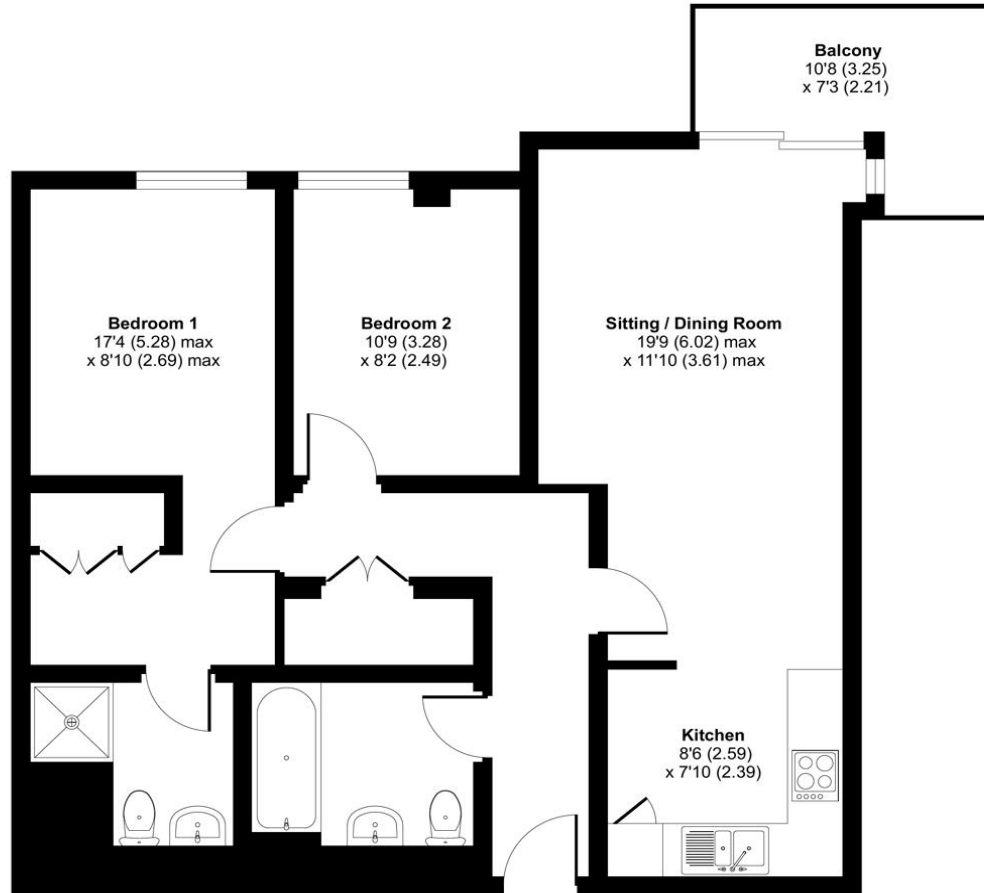 Balcony
10'8 (3.25)
x 7'3 (2.21)
Bedroom 1
17'4 (5.28) max
x 8'10 (2.69) max
Bedroom 2
10'9 (3.28)
x 8'2 (2.49)
Sitting / Dining Room
19'9 (6.02) max
x 11'10 (3.61) max
Kitchen
8'6 (2.59)
x 7'10 (2.39)